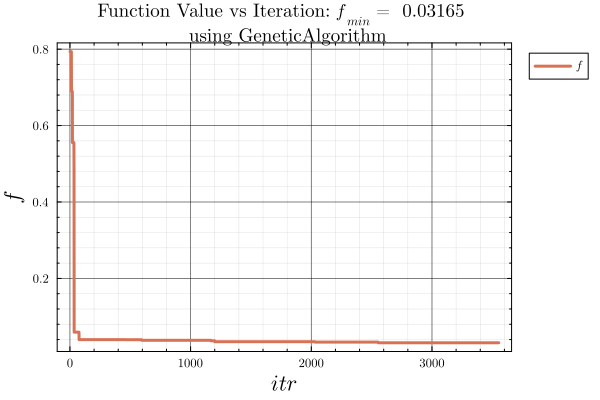 Function Value vs Iteration: f_min = 0.03165
using GeneticAlgorithm
f
0.8
0.6
0.4
0.2
f
0
1000
2000
3000
itr